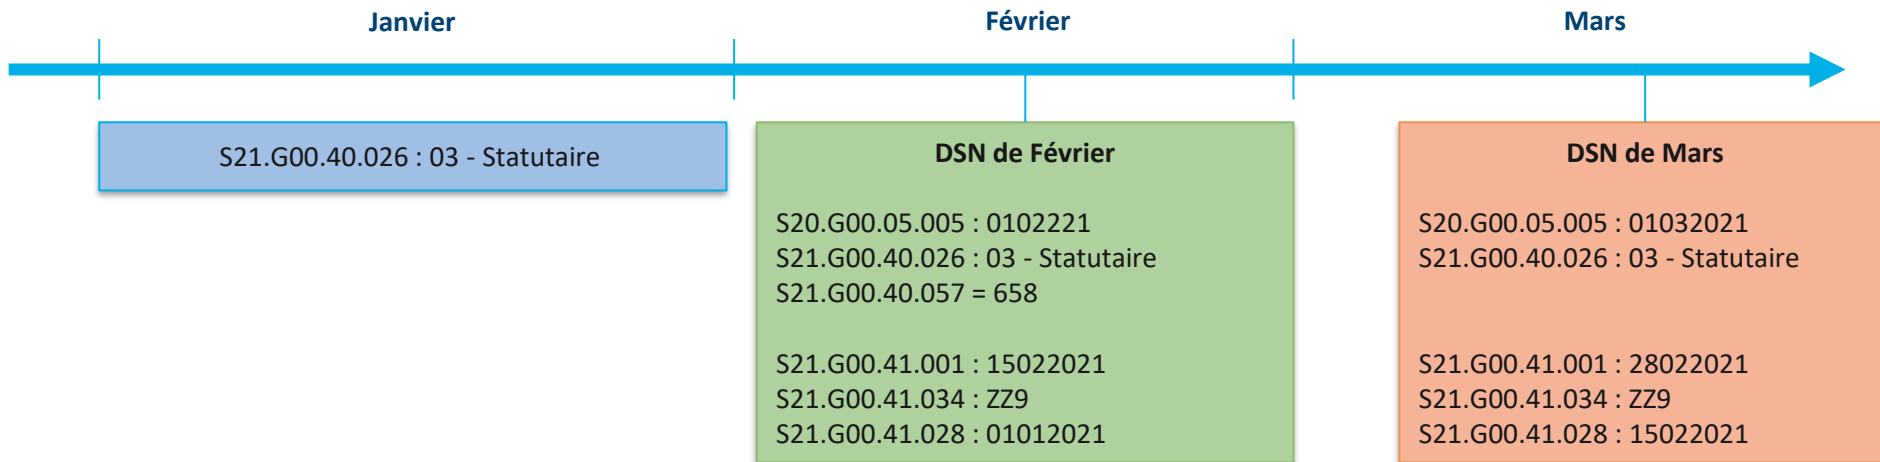 Janvier
Février
Mars
S21.G00.40.026 : 03 - Statutaire
DSN de Février
S20.G00.05.005 : 0102221
S21.G00.40.026 : 03 - Statutaire
S21.G00.40.057 = 658
S21.G00.41.001 : 15022021
S21.G00.41.034 : ZZ9
S21.G00.41.028 : 01012021
DSN de Mars
S20.G00.05.005 : 01032021
S21.G00.40.026 : 03 - Statutaire
S21.G00.41.001 : 28022021
S21.G00.41.034 : ZZ9
S21.G00.41.028 : 15022021